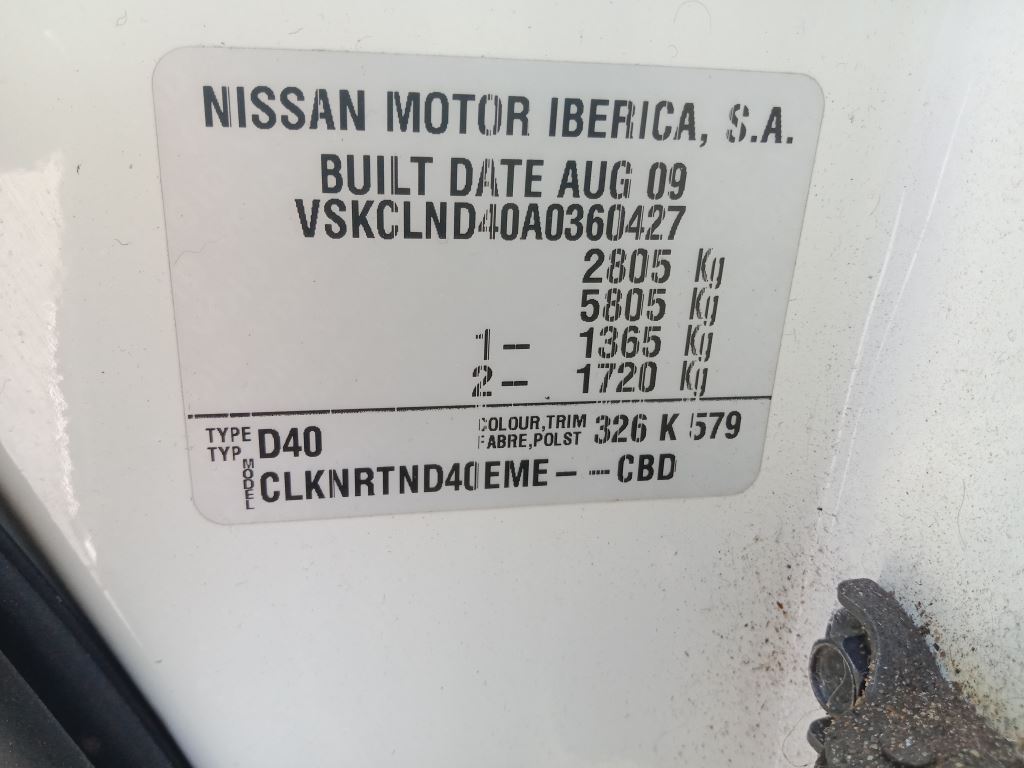 NISSAN MOTOR IBERICA, S.A.
BUILT DATE AUG 09
VSKCLND40A0360427
2805 Kg
5805 Kg
1- 1365 Kg
2- 1720 Kg
TYPE
TYP D40
COLOUR,TRIM
FABRE,POLST 326 K 579
MODEL CLKNRTND40EME- -CBD